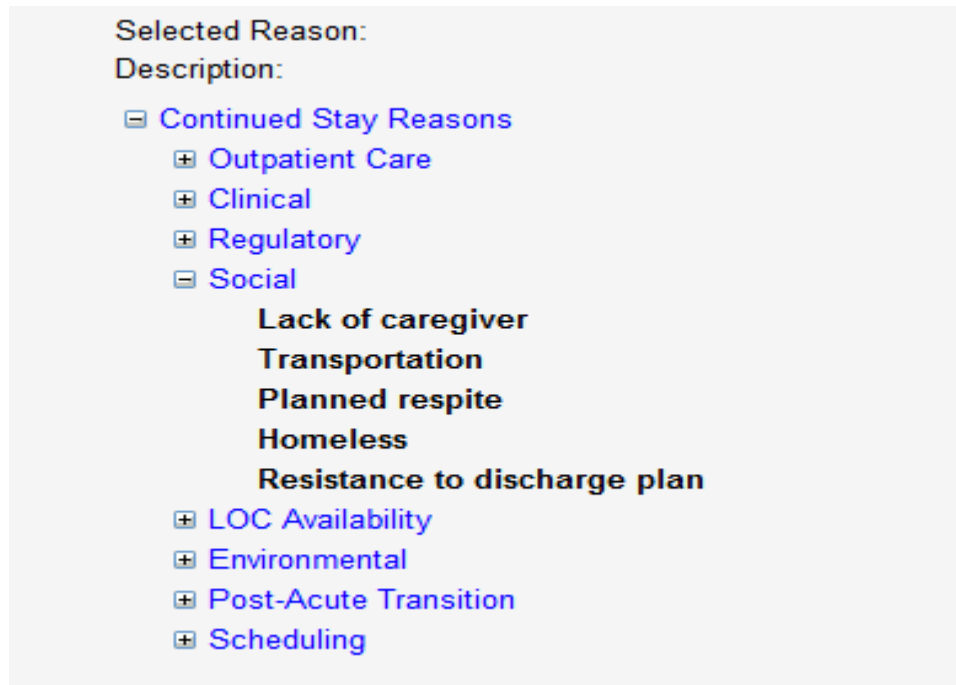 Selected Reason:
Description:
Continued Stay Reasons
Outpatient Care
Clinical
Regulatory
Social
Lack of caregiver
Transportation
Planned respite
Homeless
Resistance to discharge plan
LOC Availability
Environmental
Post-Acute Transition
Scheduling